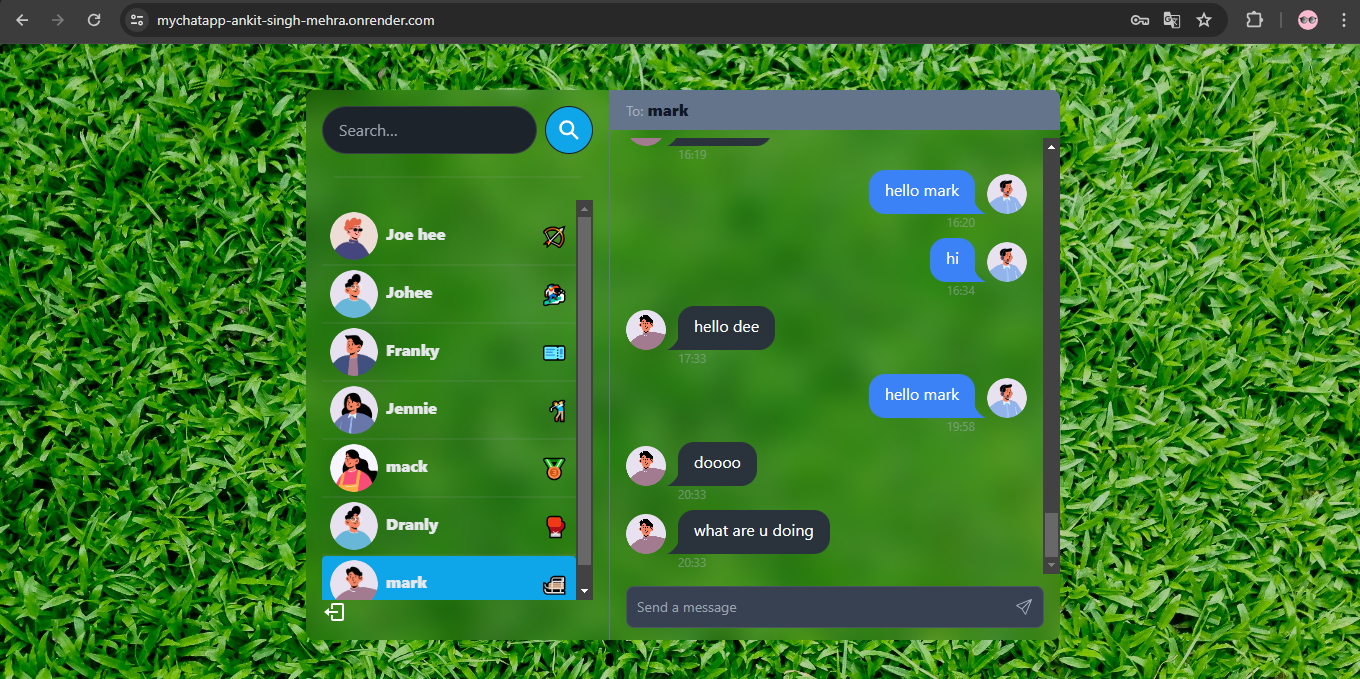 mychatapp-ankit-singh-mehra.onrender.com
Search...
Joe hee
Johee
Franky
Jennie
mack
Dranly
mark
To: mark
16:19
hello mark
16:20
hi
16:34
hello dee
17:33
hello mark
19:58
doooo
20:33
what are u doing
20:33
Send a message